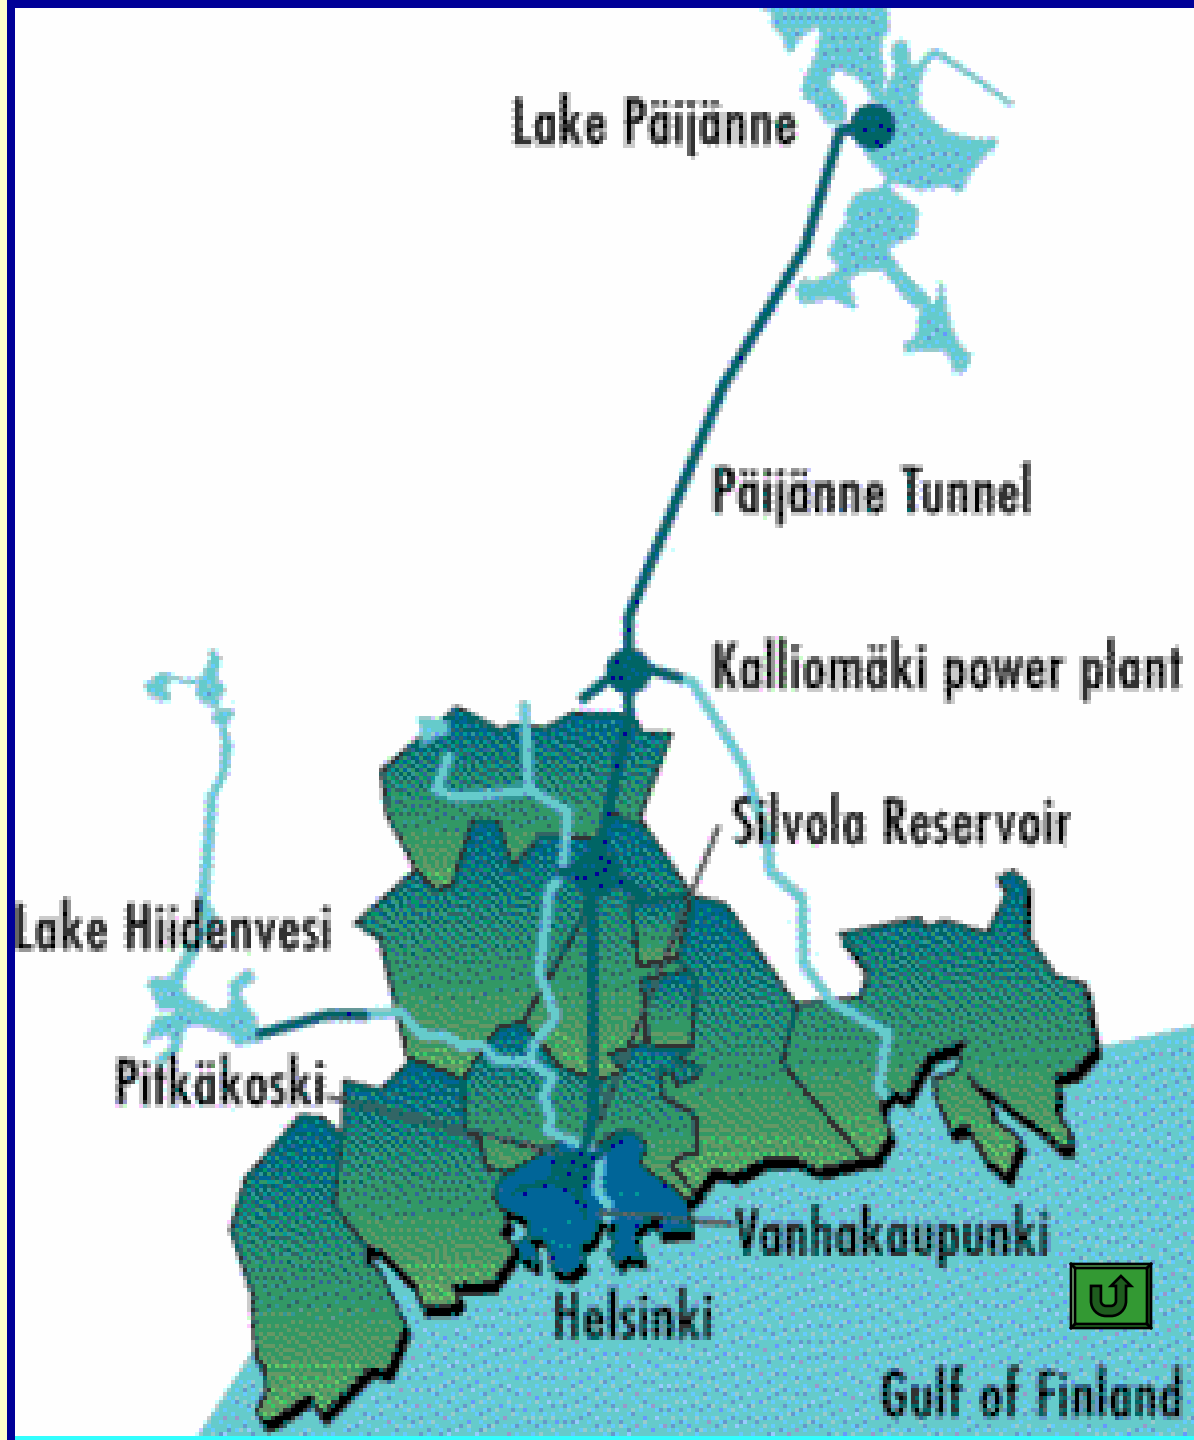 Lake Päijänne
Päijänne Tunnel
Kalliomäki power plant
Silvola Reservoir
Lake Hiidenvesi
Pitkäkoski
Vanhakaupunki
Helsinki
Gulf of Finland